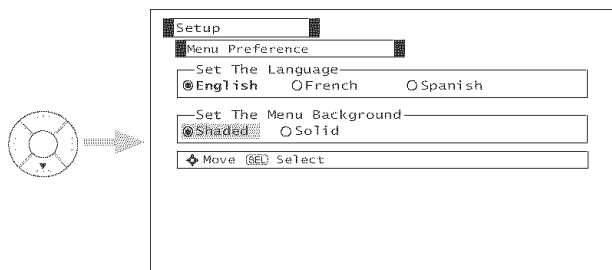 Setup
Menu Preference
Set The Language
English French Spanish
Set The Menu Background
Shaded Solid
Move SEL Select